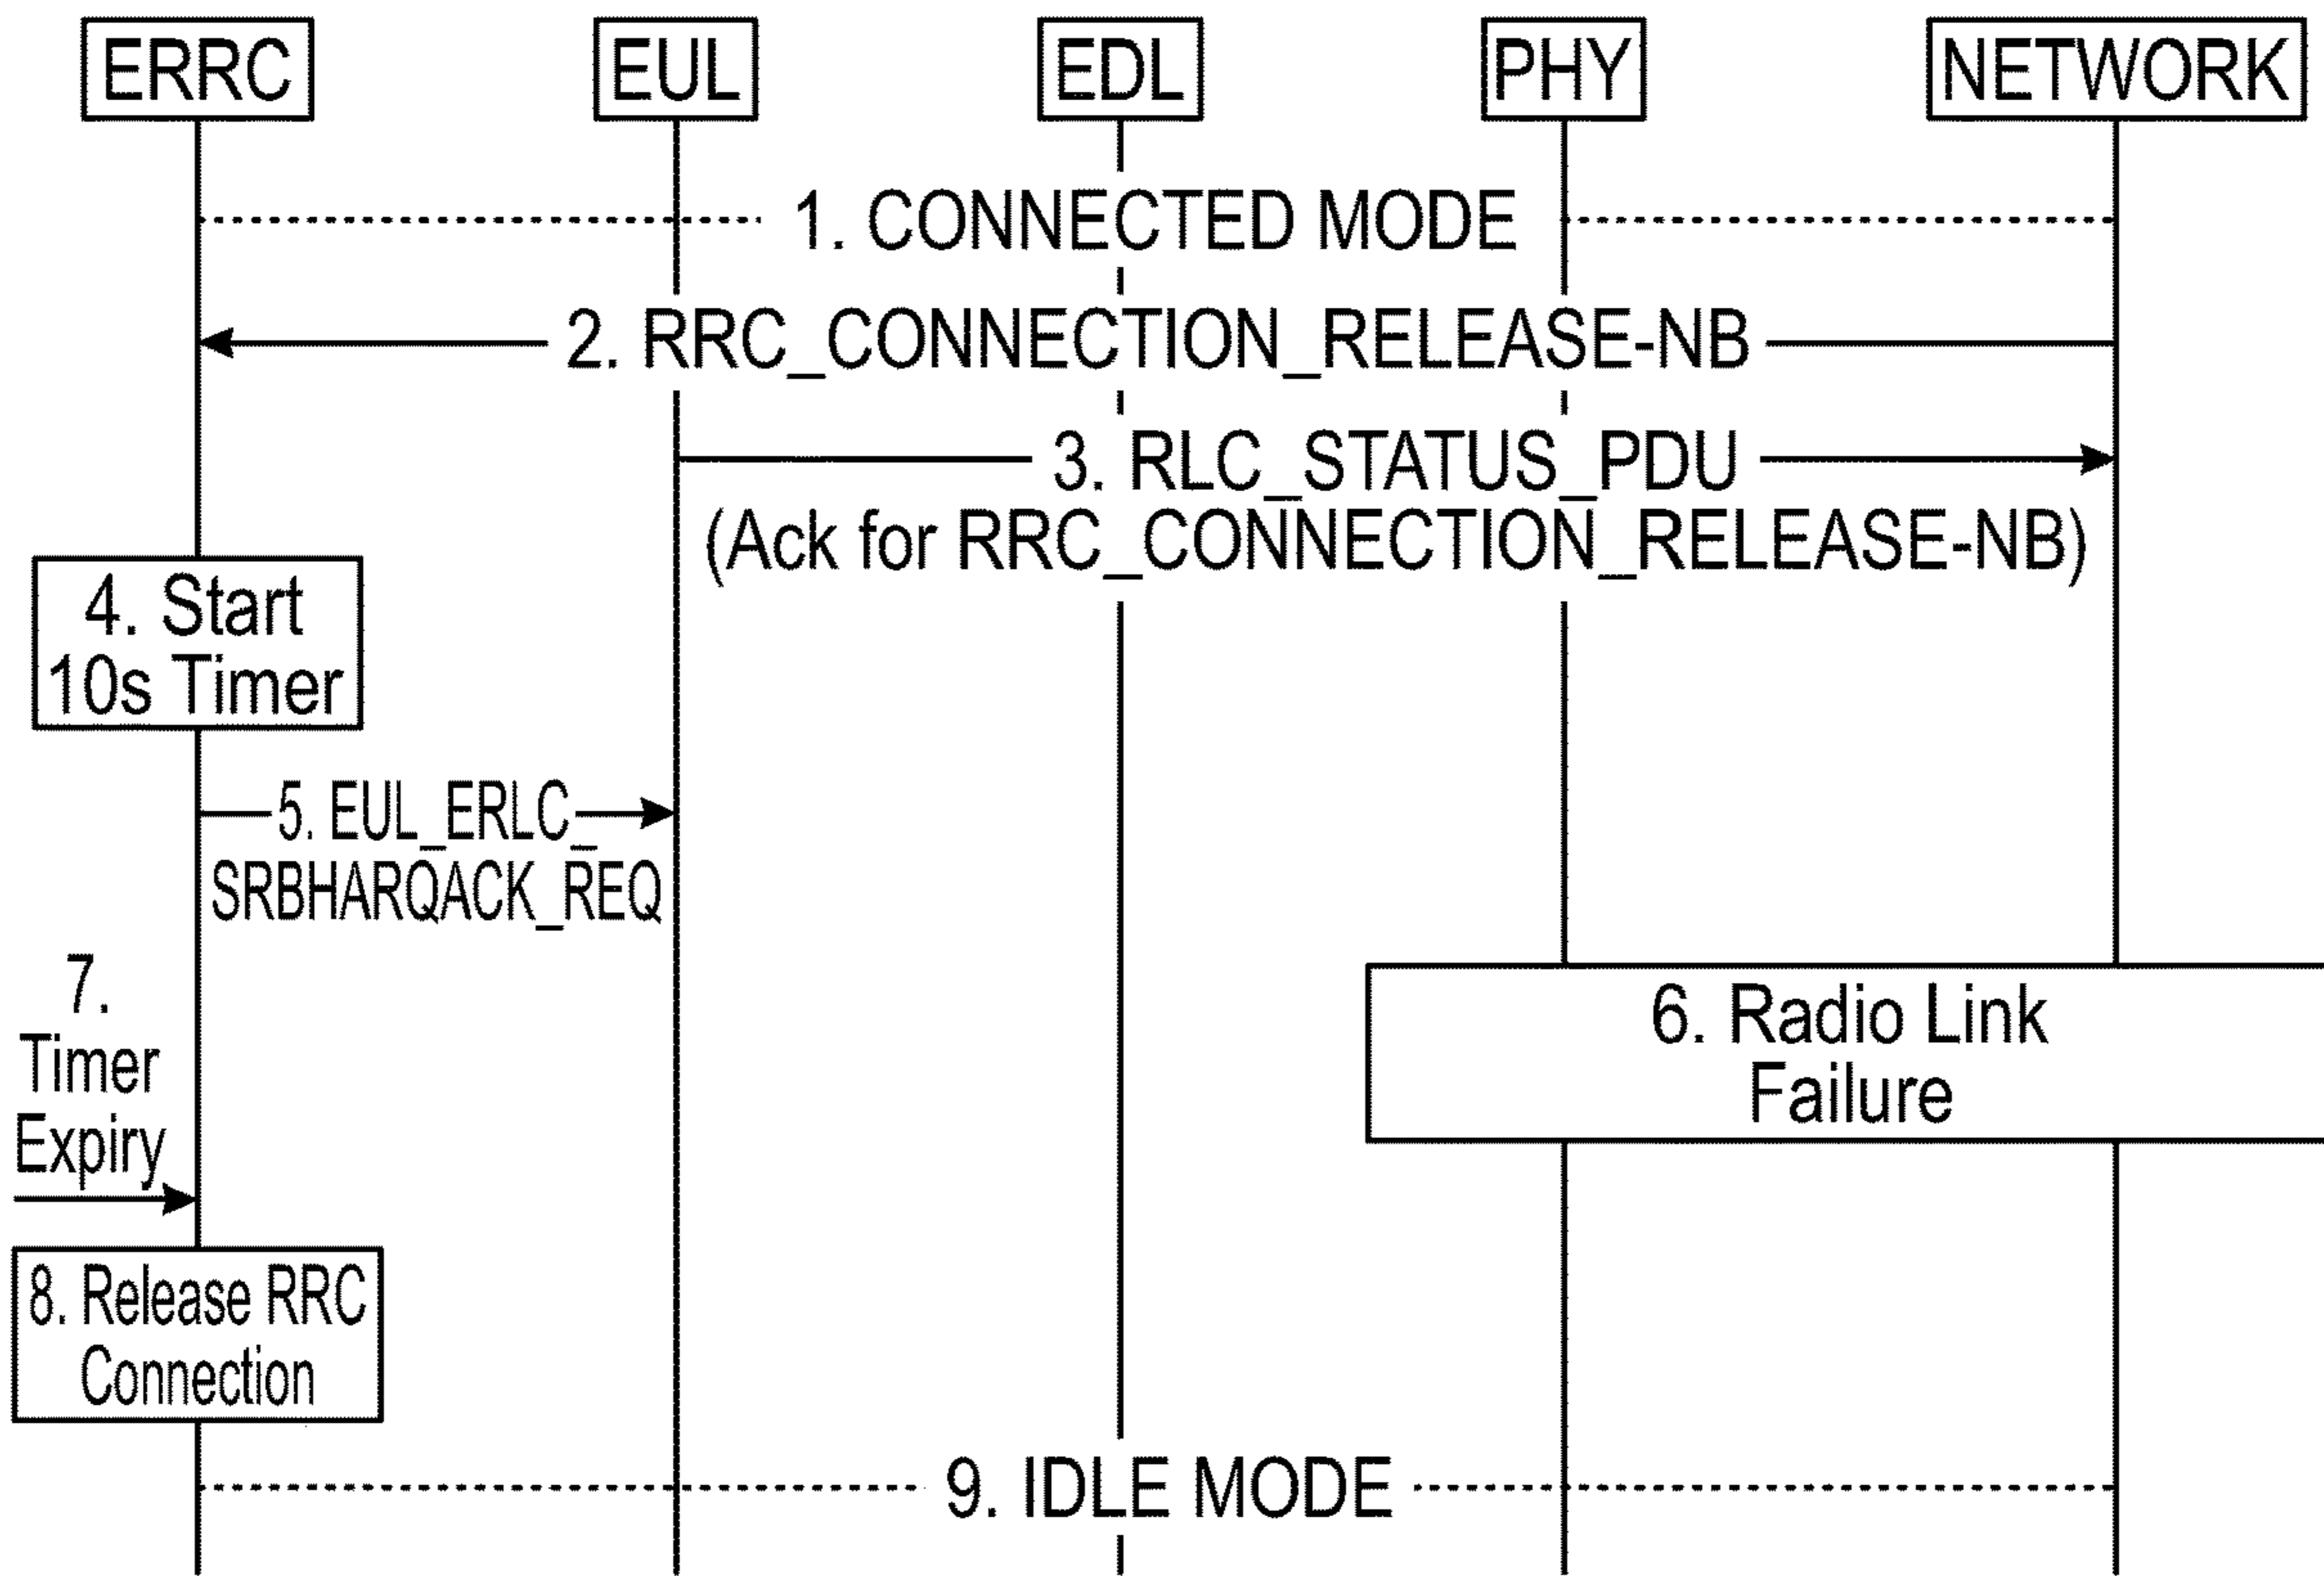 ERRC EUL EDL PHY NETWORK
1. CONNECTED MODE
2. RRC_CONNECTION_RELEASE-NB
3. RLC_STATUS_PDU
(Ack for RRC_CONNECTION_RELEASE-NB)
4. Start
10s Timer
5. EUL_ERLC_
SRBHARQACK_REQ
6. Radio Link
Failure
7.
Timer
Expiry
8. Release RRC
Connection
9. IDLE MODE